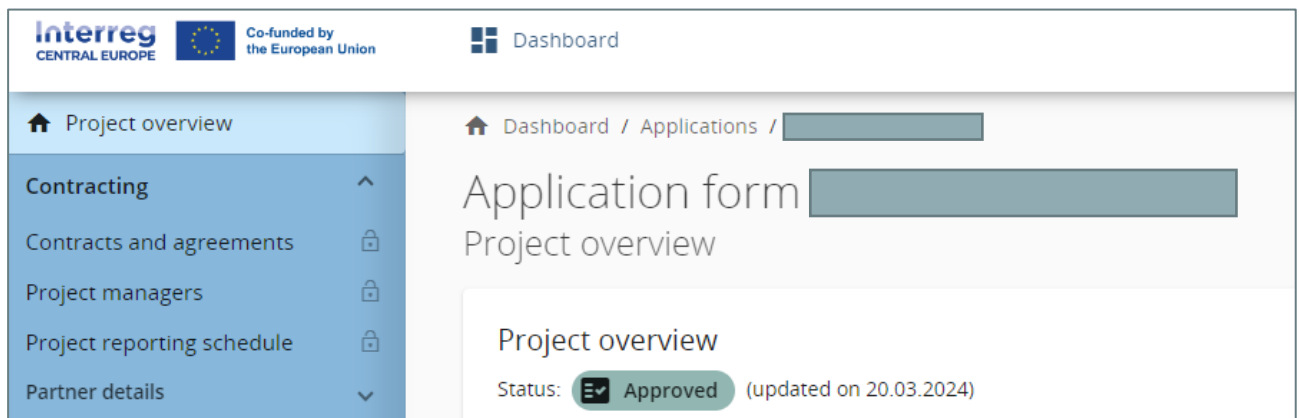 Interreg
CENTRAL EUROPE
Co-funded by
the European Union
Dashboard
Project overview
Contracting
Contracts and agreements
Project managers
Project reporting schedule
Partner details
Dashboard / Applications /
Application form
Project overview
Project overview
Status: Approved (updated on 20.03.2024)